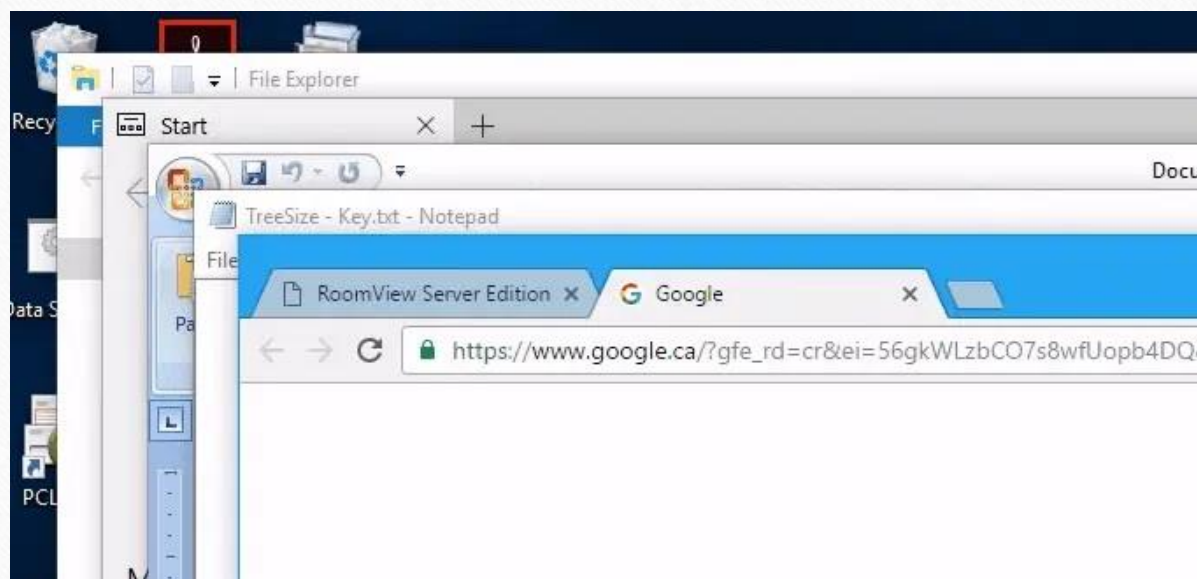 File Explorer
Recy
F
Start
Docu
TreeSize - Key.txt - Notepad
File
RoomView Server Edition
Google
Data S
Pa
https://www.google.ca/?gfe_rd=cr&ei=56gkWLzbCO7s8wfUopb4DQ
L
PCL
M